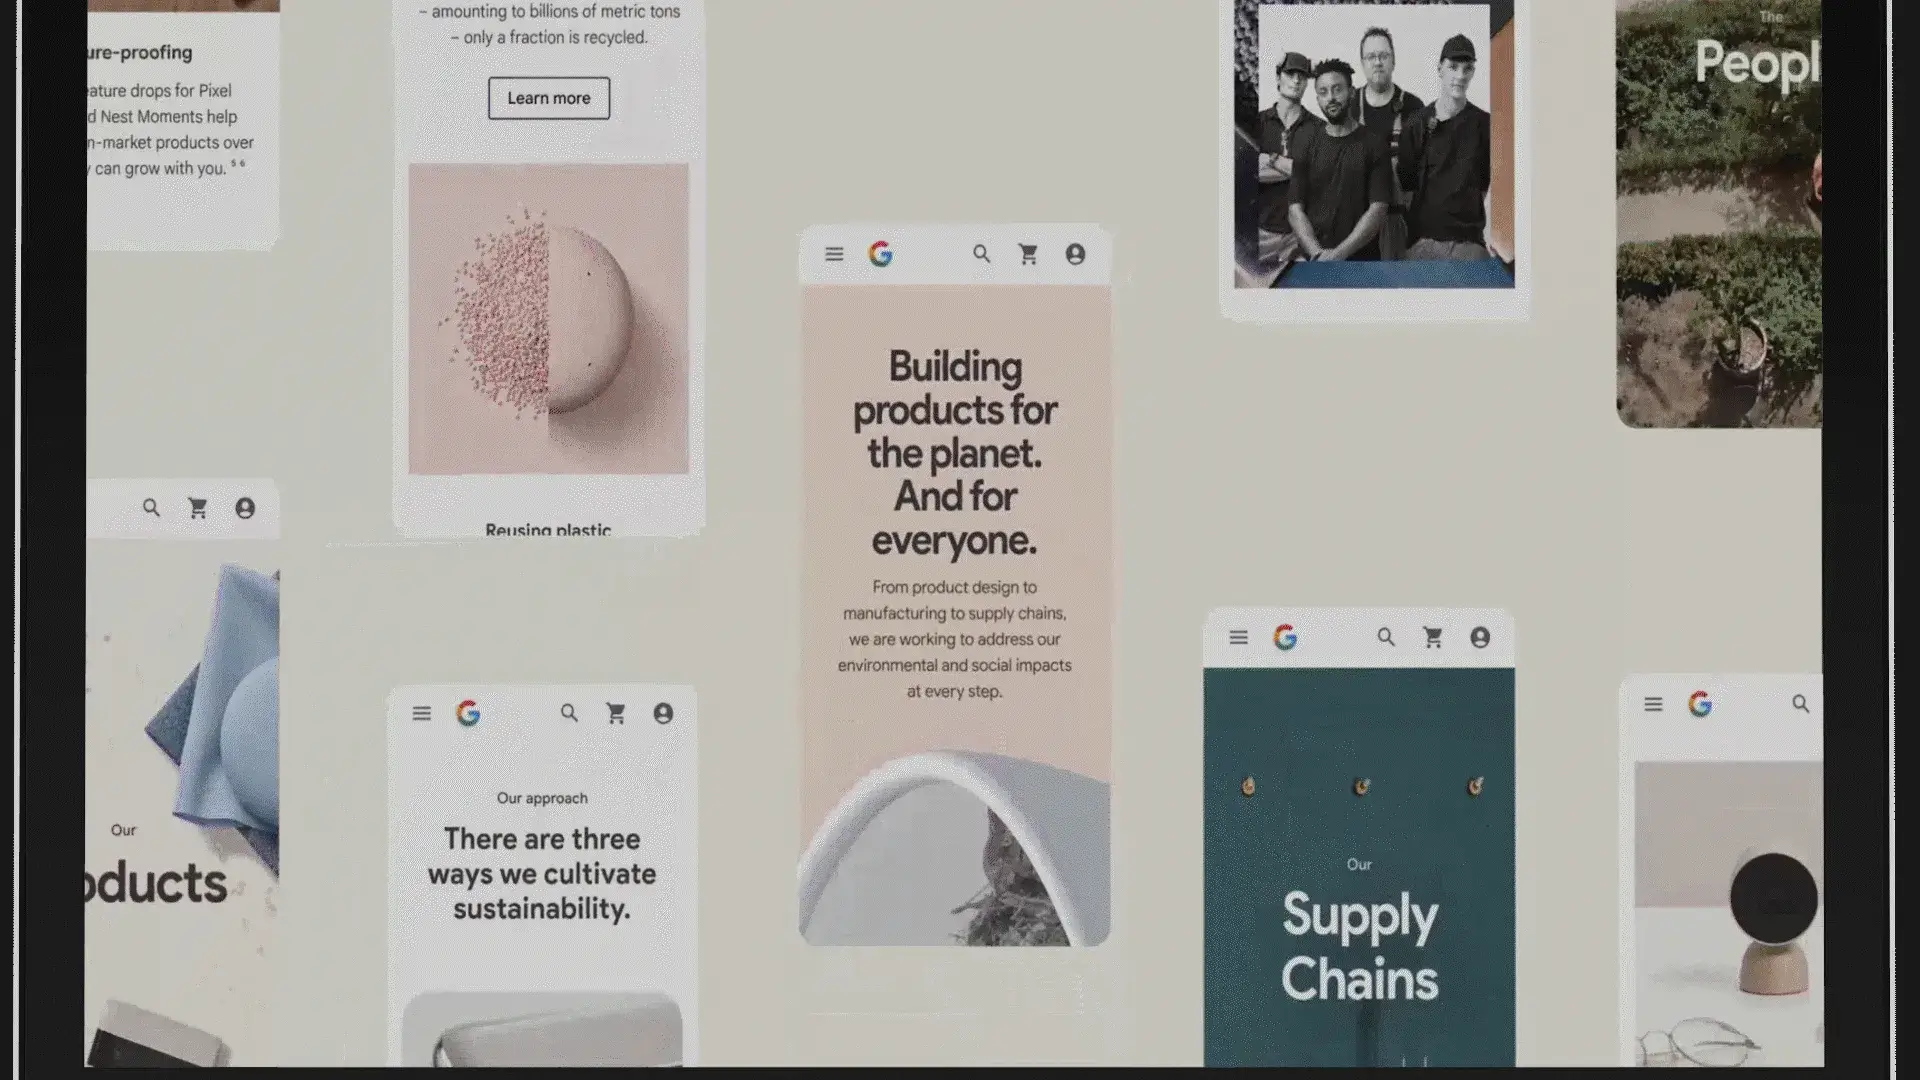 ure-proofing
eature drops for Pixel
d Nest Moments help
n-market products over
y can grow with you. 5 6
– amounting to billions of metric tons
– only a fraction is recycled.
Learn more
Reusing plastic
Building
products for
the planet.
And for
everyone.
From product design to
manufacturing to supply chains,
we are working to address our
environmental and social impacts
at every step.
The
Peopl
Our
oducts
Our approach
There are three
ways we cultivate
sustainability.
Our
Supply
Chains